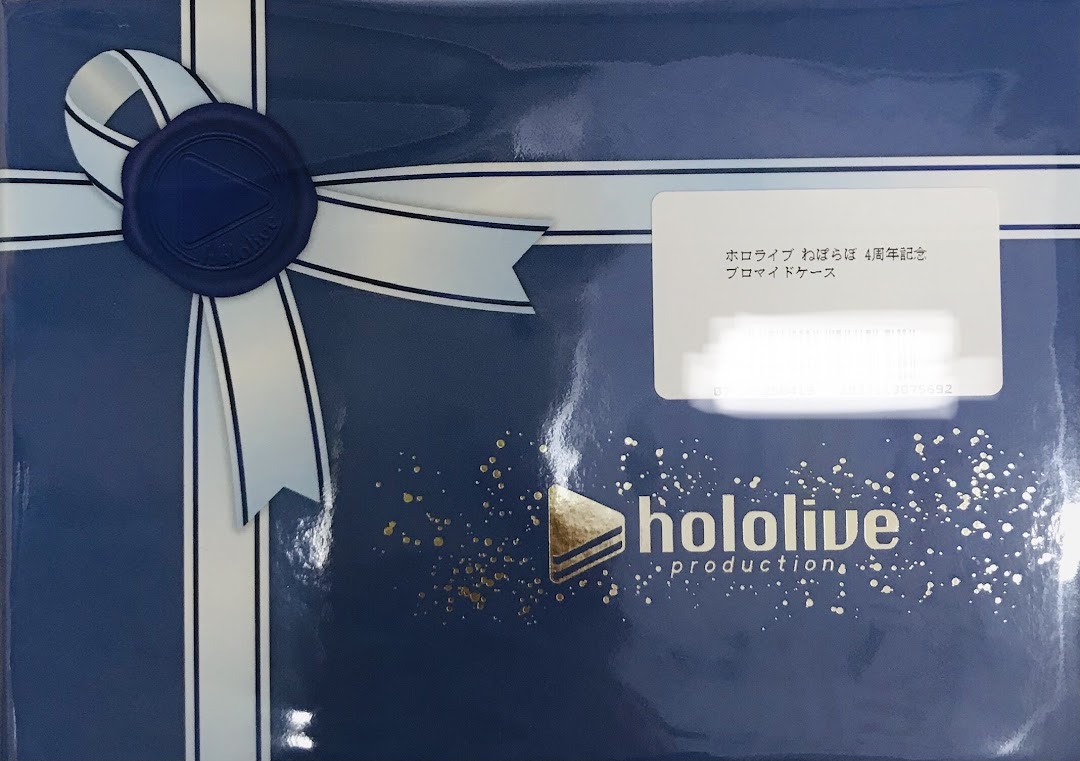 hololive
ホロライブ ねぽらぼ 4周年記念
ブロマイドケース
hololive
production